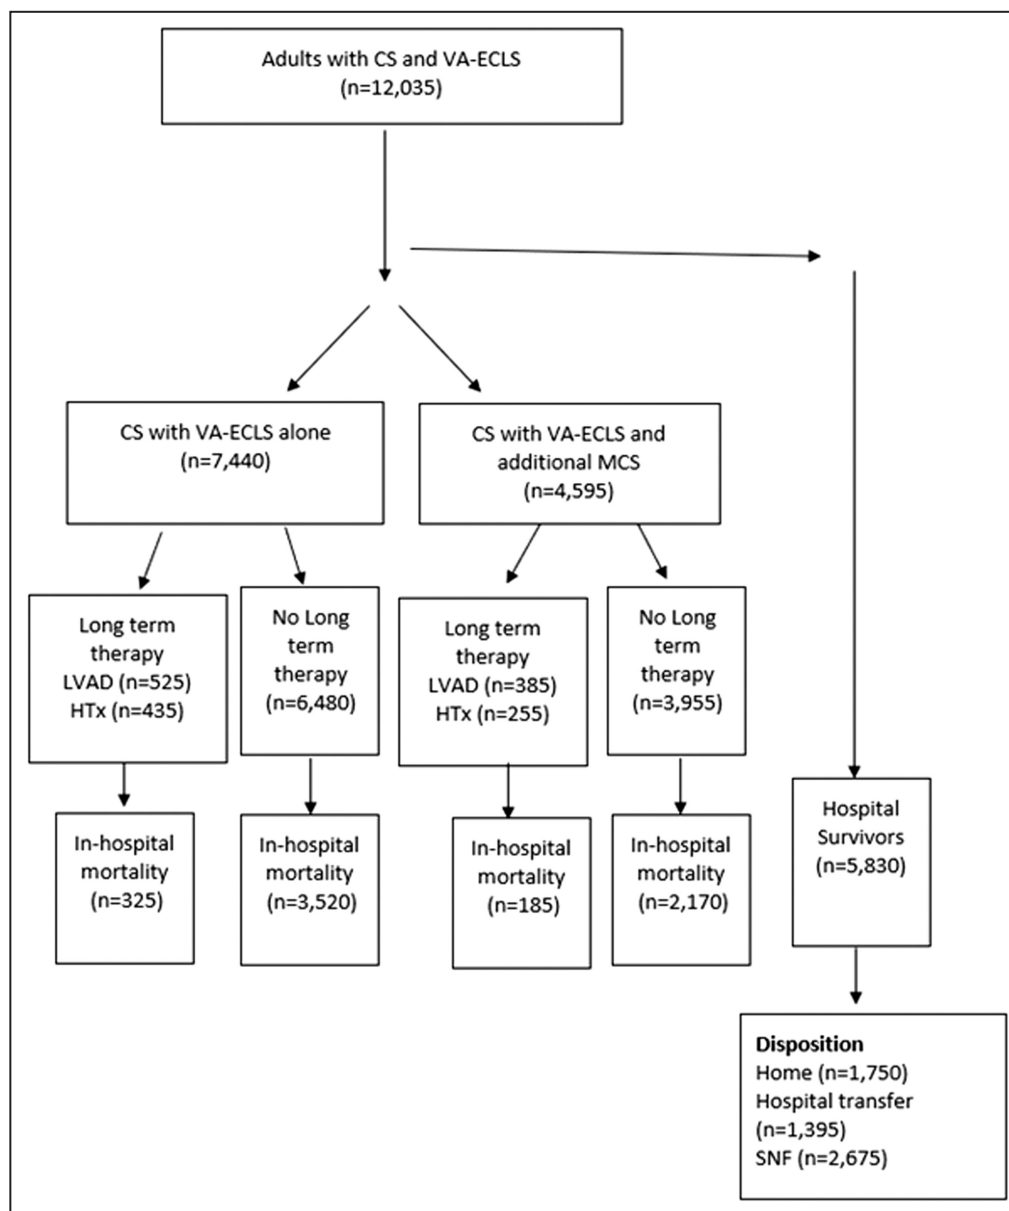 Adults with CS and VA-ECLS
(n=12,035)
CS with VA-ECLS alone
(n=7,440)
CS with VA-ECLS and
additional MCS
(n=4,595)
Long term
therapy
LVAD (n=525)
HTx (n=435)
No Long
term
therapy
(n=6,480)
Long term
therapy
LVAD (n=385)
HTx (n=255)
No Long
term
therapy
(n=3,955)
In-hospital
mortality
(n=325)
In-hospital
mortality
(n=3,520)
In-hospital
mortality
(n=185)
In-hospital
mortality
(n=2,170)
Hospital
Survivors
(n=5,830)
Disposition
Home (n=1,750)
Hospital transfer
(n=1,395)
SNF (n=2,675)